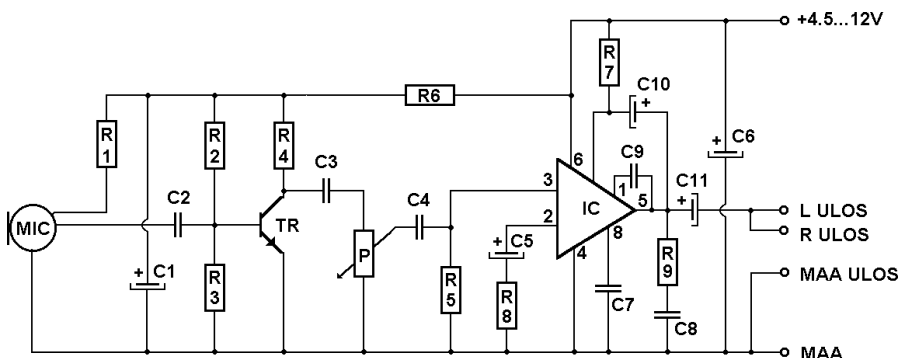 +4.5...12V
R7
C10
+
R6
C6
+
R1
R2
R4
C3
C9
6
C4
3
1
C11
+
C2
IC
5
L ULOS
MIC
TR
2
R ULOS
8
C5
+
P
4
R9
C1
+
R3
R5
R8
MAA ULOS
C7
C8
MAA